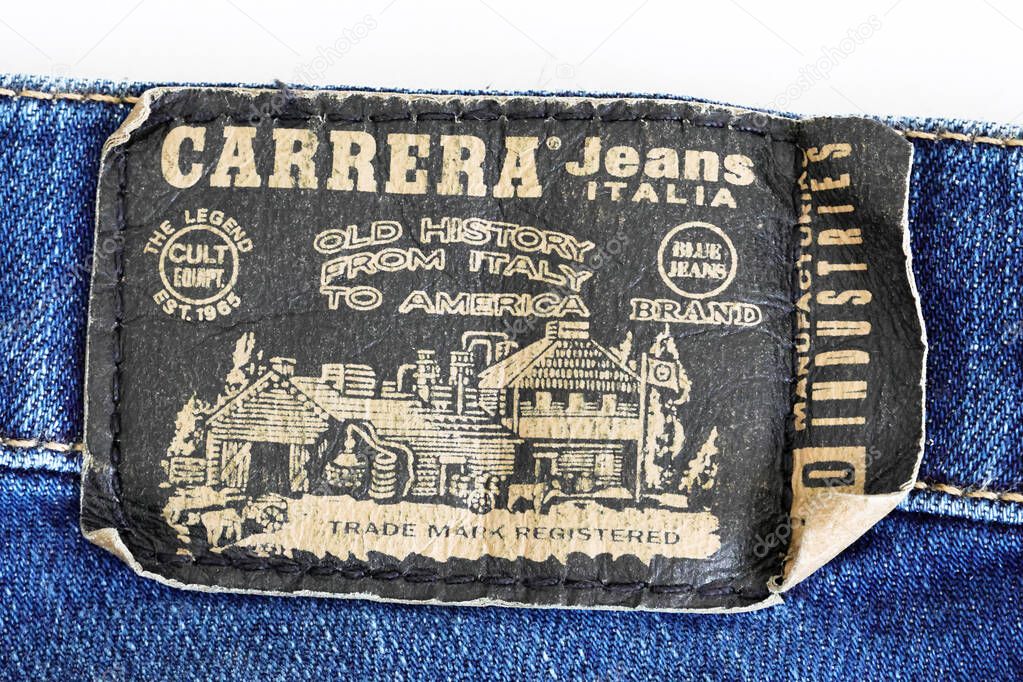 CARRERA® Jeans
ITALIA
THE LEGEND
CULT
EQUIPT.
EST. 1965
OLD HISTORY
FROM ITALY
TO AMERICA
BLUE
JEANS
BRAND
TRADE MARK REGISTERED
INDUSTRIES
depositphotos